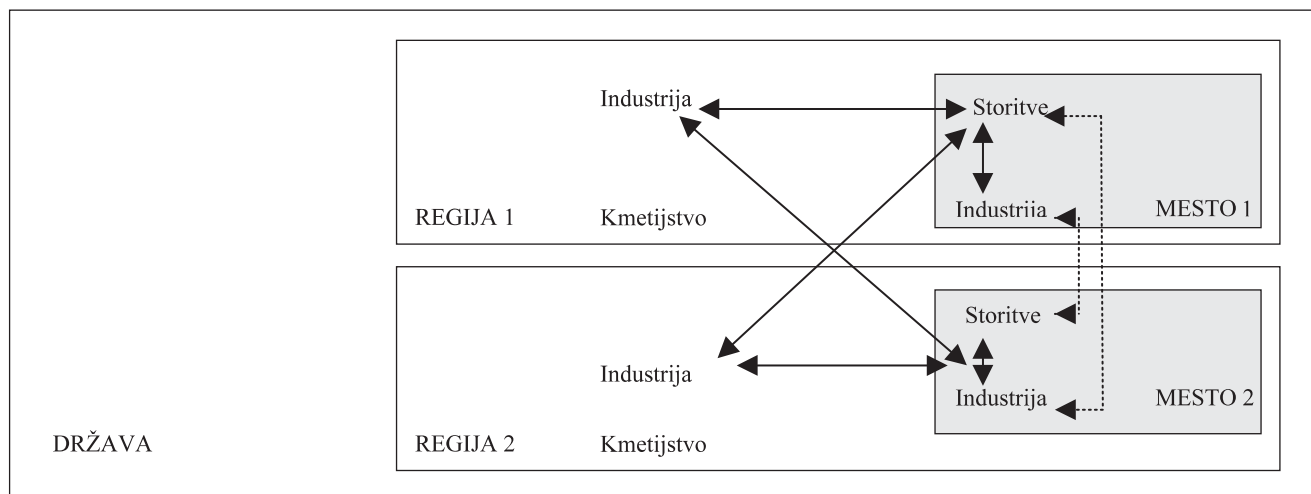 Industrija
Storitve
REGIJA 1
Kmetijstvo
Industriia
MESTO 1
Storitve
Industrija
Industrija
MESTO 2
DRŽAVA
REGIJA 2
Kmetijstvo